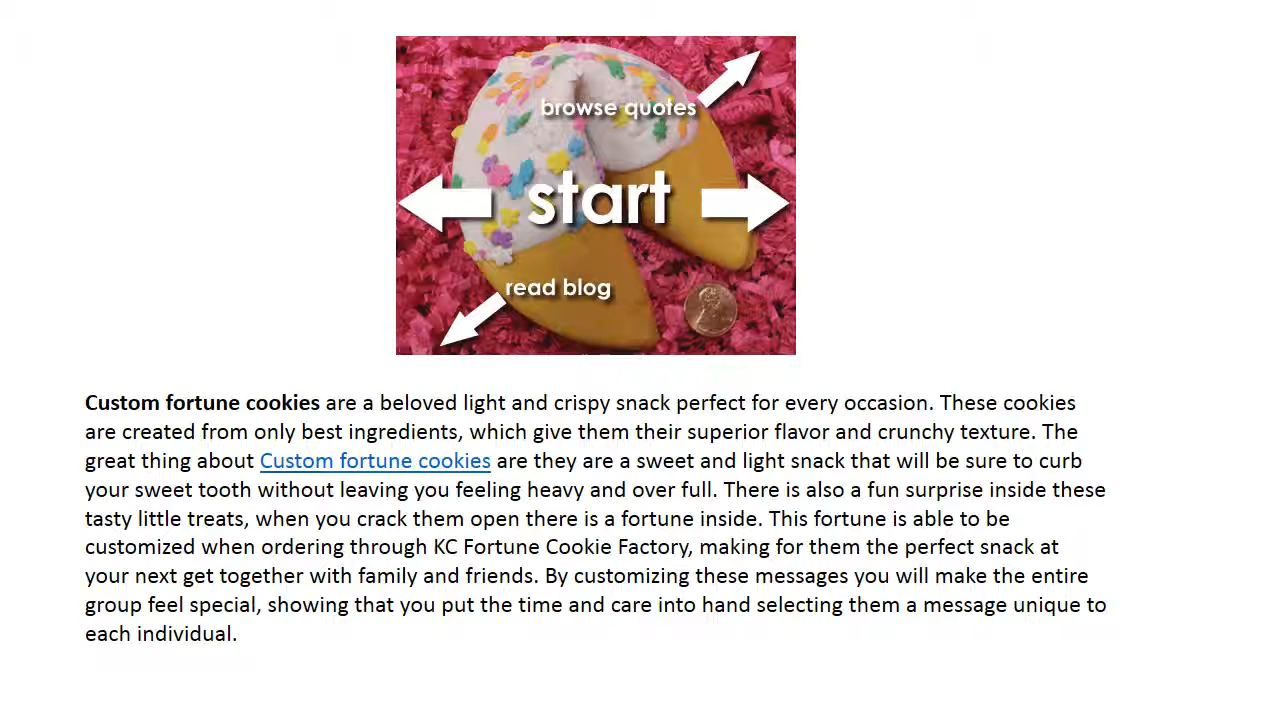 browse quotes
start
read blog
Custom fortune cookies are a beloved light and crispy snack perfect for every occasion. These cookies
are created from only best ingredients, which give them their superior flavor and crunchy texture. The
great thing about Custom fortune cookies are they are a sweet and light snack that will be sure to curb
your sweet tooth without leaving you feeling heavy and over full. There is also a fun surprise inside these
tasty little treats, when you crack them open there is a fortune inside. This fortune is able to be
customized when ordering through KC Fortune Cookie Factory, making for them the perfect snack at
your next get together with family and friends. By customizing these messages you will make the entire
group feel special, showing that you put the time and care into hand selecting them a message unique to
each individual.